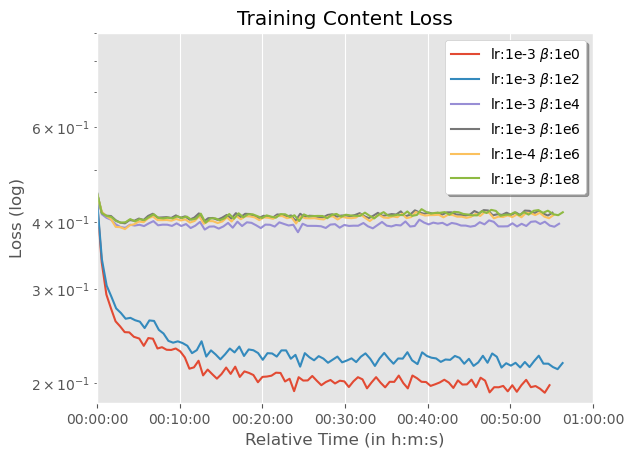 Training Content Loss
lr:1e-3 β:1e0
lr:1e-3 β:1e2
lr:1e-3 β:1e4
lr:1e-3 β:1e6
lr:1e-4 β:1e6
lr:1e-3 β:1e8
6 × 10⁻¹
4 × 10⁻¹
3 × 10⁻¹
2 × 10⁻¹
Loss (log)
00:00:00 00:10:00 00:20:00 00:30:00 00:40:00 00:50:00 01:00:00
Relative Time (in h:m:s)